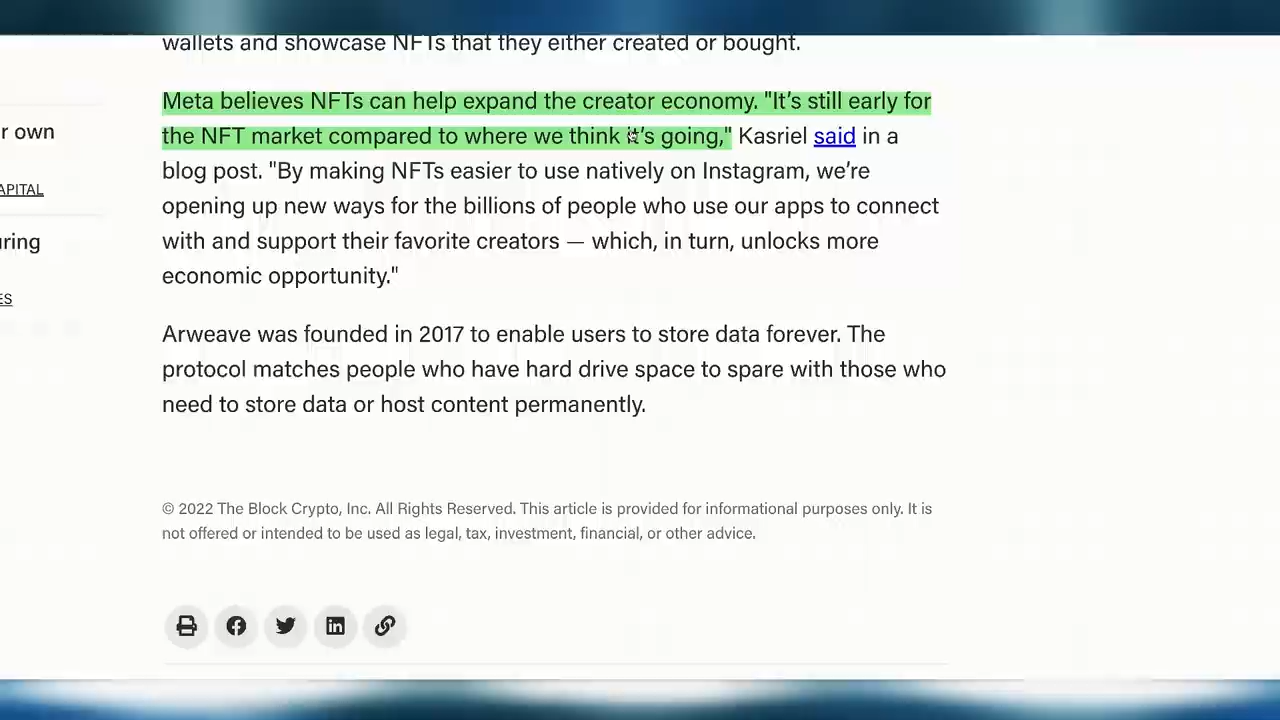 wallets and showcase NFTs that they either created or bought.
Meta believes NFTs can help expand the creator economy. "It’s still early for
the NFT market compared to where we think it’s going," Kasriel said in a
blog post. "By making NFTs easier to use natively on Instagram, we’re
opening up new ways for the billions of people who use our apps to connect
with and support their favorite creators — which, in turn, unlocks more
economic opportunity."
r own
APITAL
uring
ES
Arweave was founded in 2017 to enable users to store data forever. The
protocol matches people who have hard drive space to spare with those who
need to store data or host content permanently.
© 2022 The Block Crypto, Inc. All Rights Reserved. This article is provided for informational purposes only. It is
not offered or intended to be used as legal, tax, investment, financial, or other advice.